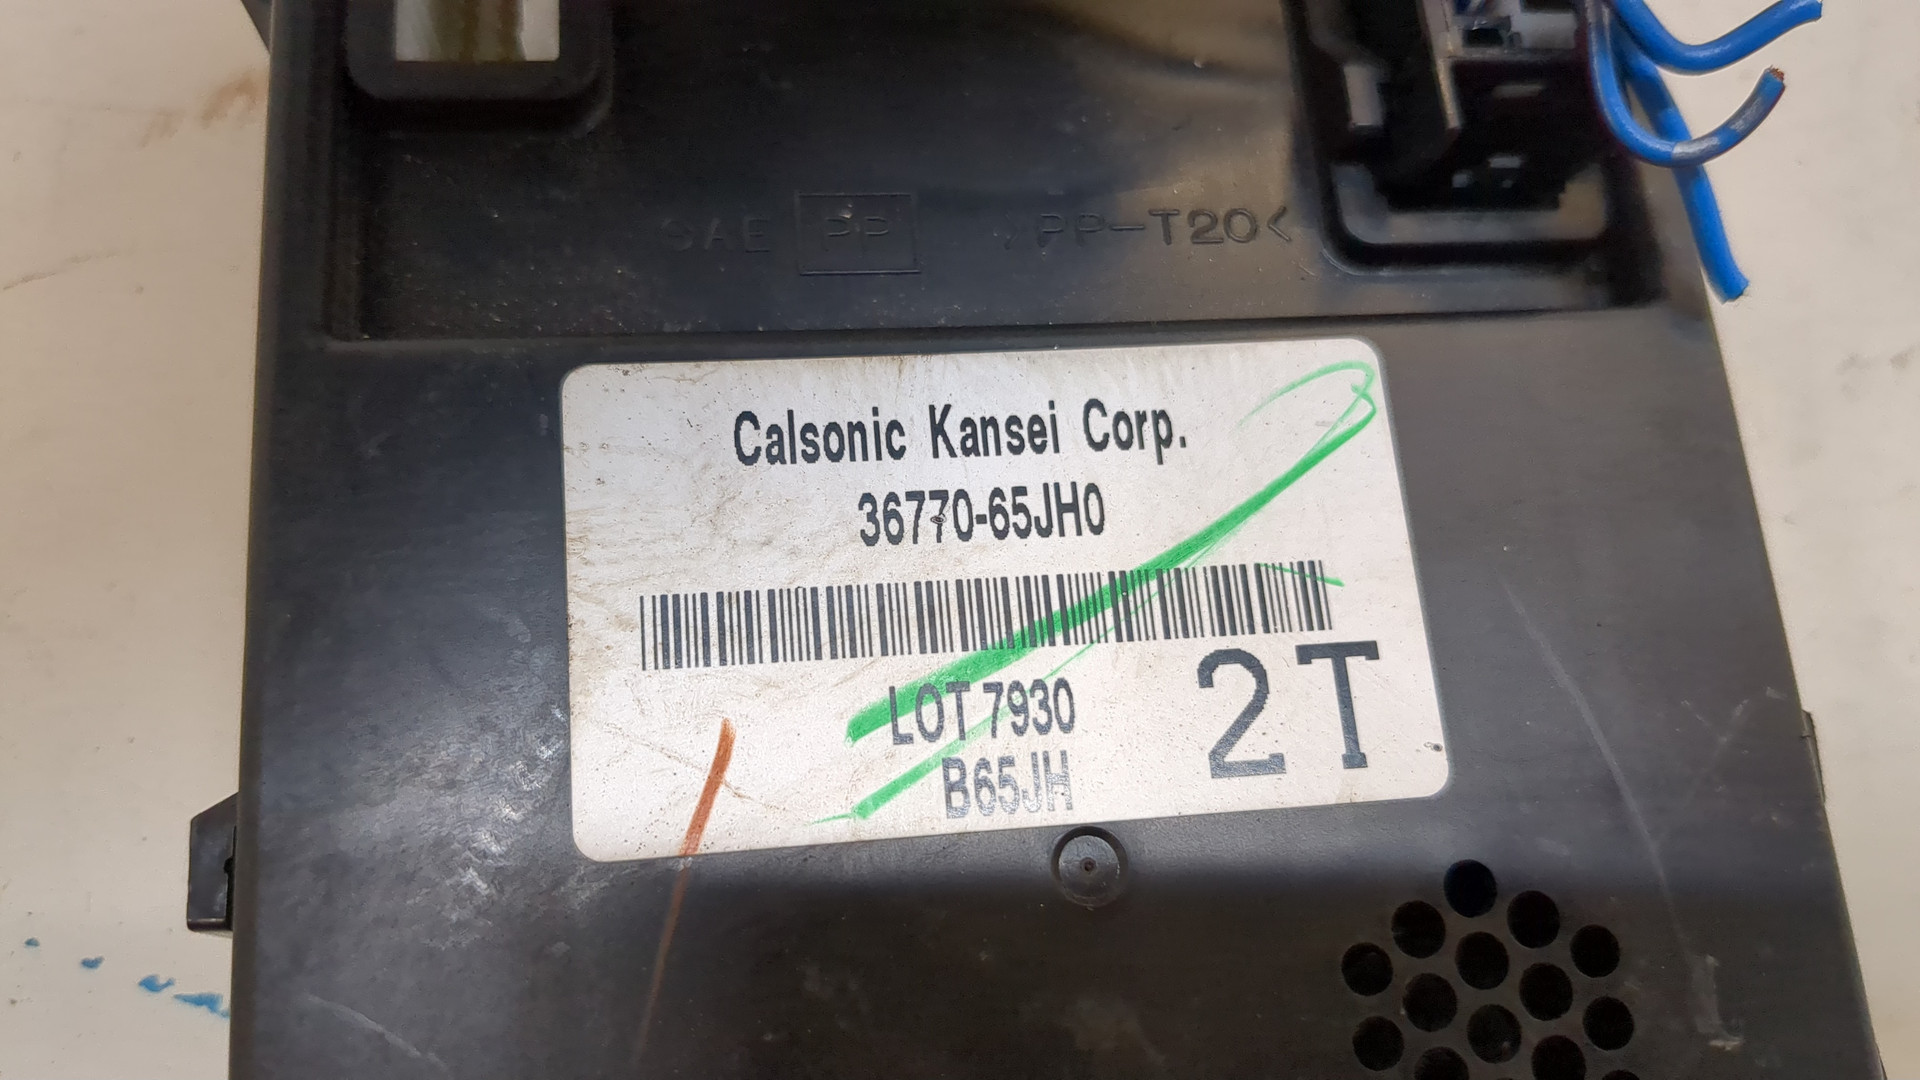 SAE PP >PP-T20<
Calsonic Kansei Corp.
36770-65JH0
LOT 7930
B65JH
2T